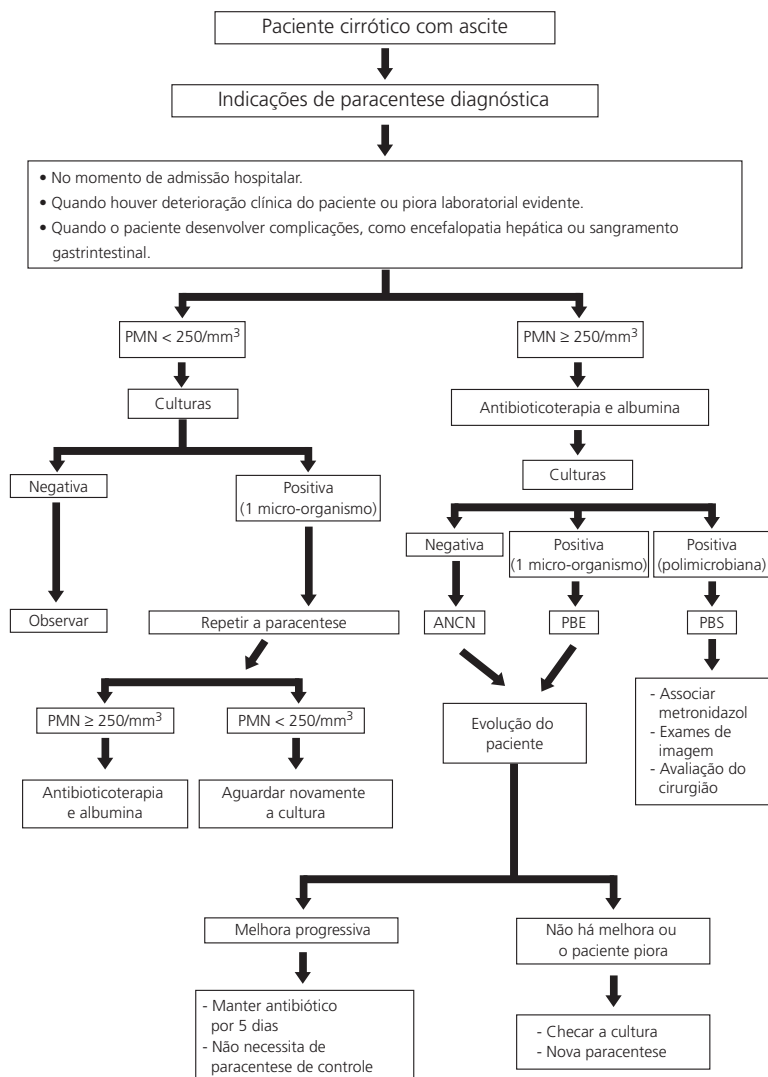 Paciente cirrótico com ascite
Indicações de paracentese diagnóstica
• No momento de admissão hospitalar.
• Quando houver deterioração clínica do paciente ou piora laboratorial evidente.
• Quando o paciente desenvolver complicações, como encefalopatia hepática ou sangramento
gastrintestinal.
PMN < 250/mm³
Culturas
Negativa
Observar
Positiva
(1 micro-organismo)
Repetir a paracentese
PMN ≥ 250/mm³
Antibioticoterapia
e albumina
PMN < 250/mm³
Aguardar novamente
a cultura
PMN ≥ 250/mm³
Antibioticoterapia e albumina
Culturas
Negativa
ANCN
Positiva
(1 micro-organismo)
PBE
Positiva
(polimicrobiana)
PBS
- Associar
metronidazol
- Exames de
imagem
- Avaliação do
cirurgião
Evolução do
paciente
Melhora progressiva
- Manter antibiótico
por 5 dias
- Não necessita de
paracentese de controle
Não há melhora ou
o paciente piora
- Checar a cultura
- Nova paracentese